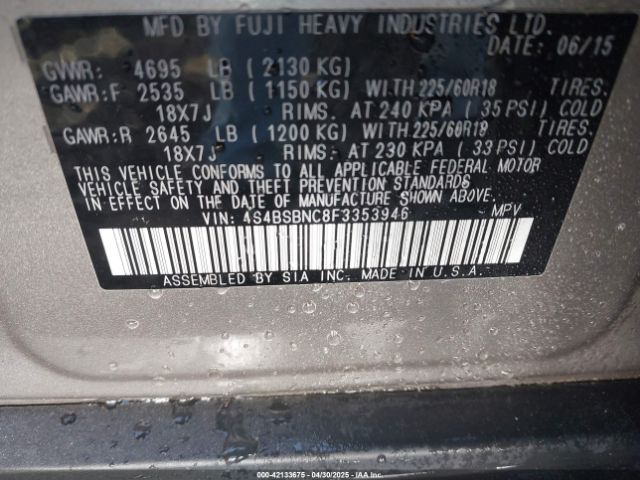 MFD BY FUJI HEAVY INDUSTRIES LTD.
DATE: 06/15
GVWR: 4695 LB (2130 KG)
GAWR:F 2535 LB (1150 KG) WITH 225/60R18 TIRES.
18X7J RIMS. AT 240 KPA (35 PSI) COLD
GAWR:R 2645 LB (1200 KG) WITH 225/60R18 TIRES.
18X7J RIMS. AT 230 KPA (33 PSI) COLD
THIS VEHICLE CONFORMS TO ALL APPLICABLE FEDERAL MOTOR
VEHICLE SAFETY AND THEFT PREVENTION STANDARDS
IN EFFECT ON THE DATE OF MANUFACTURE SHOWN ABOVE.
VIN: 4S4BSBNC8F3353946 MPV
ASSEMBLED BY SIA INC. MADE IN U.S.A.
000-42133675 - 04/30/2025 - IAAI.COM